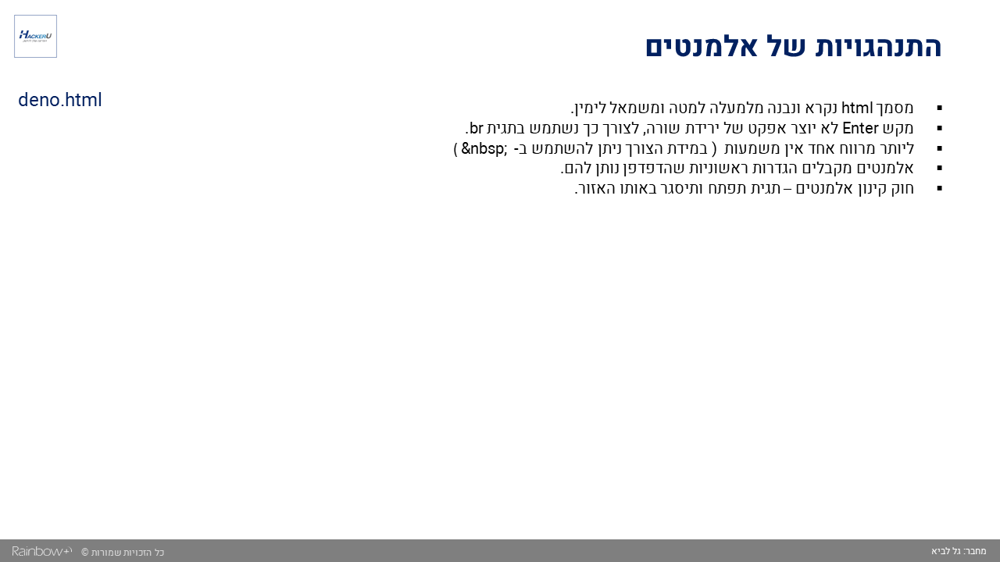 HACKERU
התנהגויות של אלמנטים
deno.html
▪ מסמך html נקרא ונבנה מלמעלה למטה ומשמאל לימין.
▪ מקש Enter לא יוצר אפקט של ירידת שורה, לצורך כך נשתמש בתגית br.
▪ ליותר מרווח אחד אין משמעות ( במידת הצורך ניתן להשתמש ב- &nbsp; )
▪ אלמנטים מקבלים הגדרות ראשוניות שהדפדפן נותן להם.
▪ חוק קינון אלמנטים – תגית תפתח ותיסגר באותו האזור.
מחבר: גל לביא
כל הזכויות שמורות ©
Rainbow+